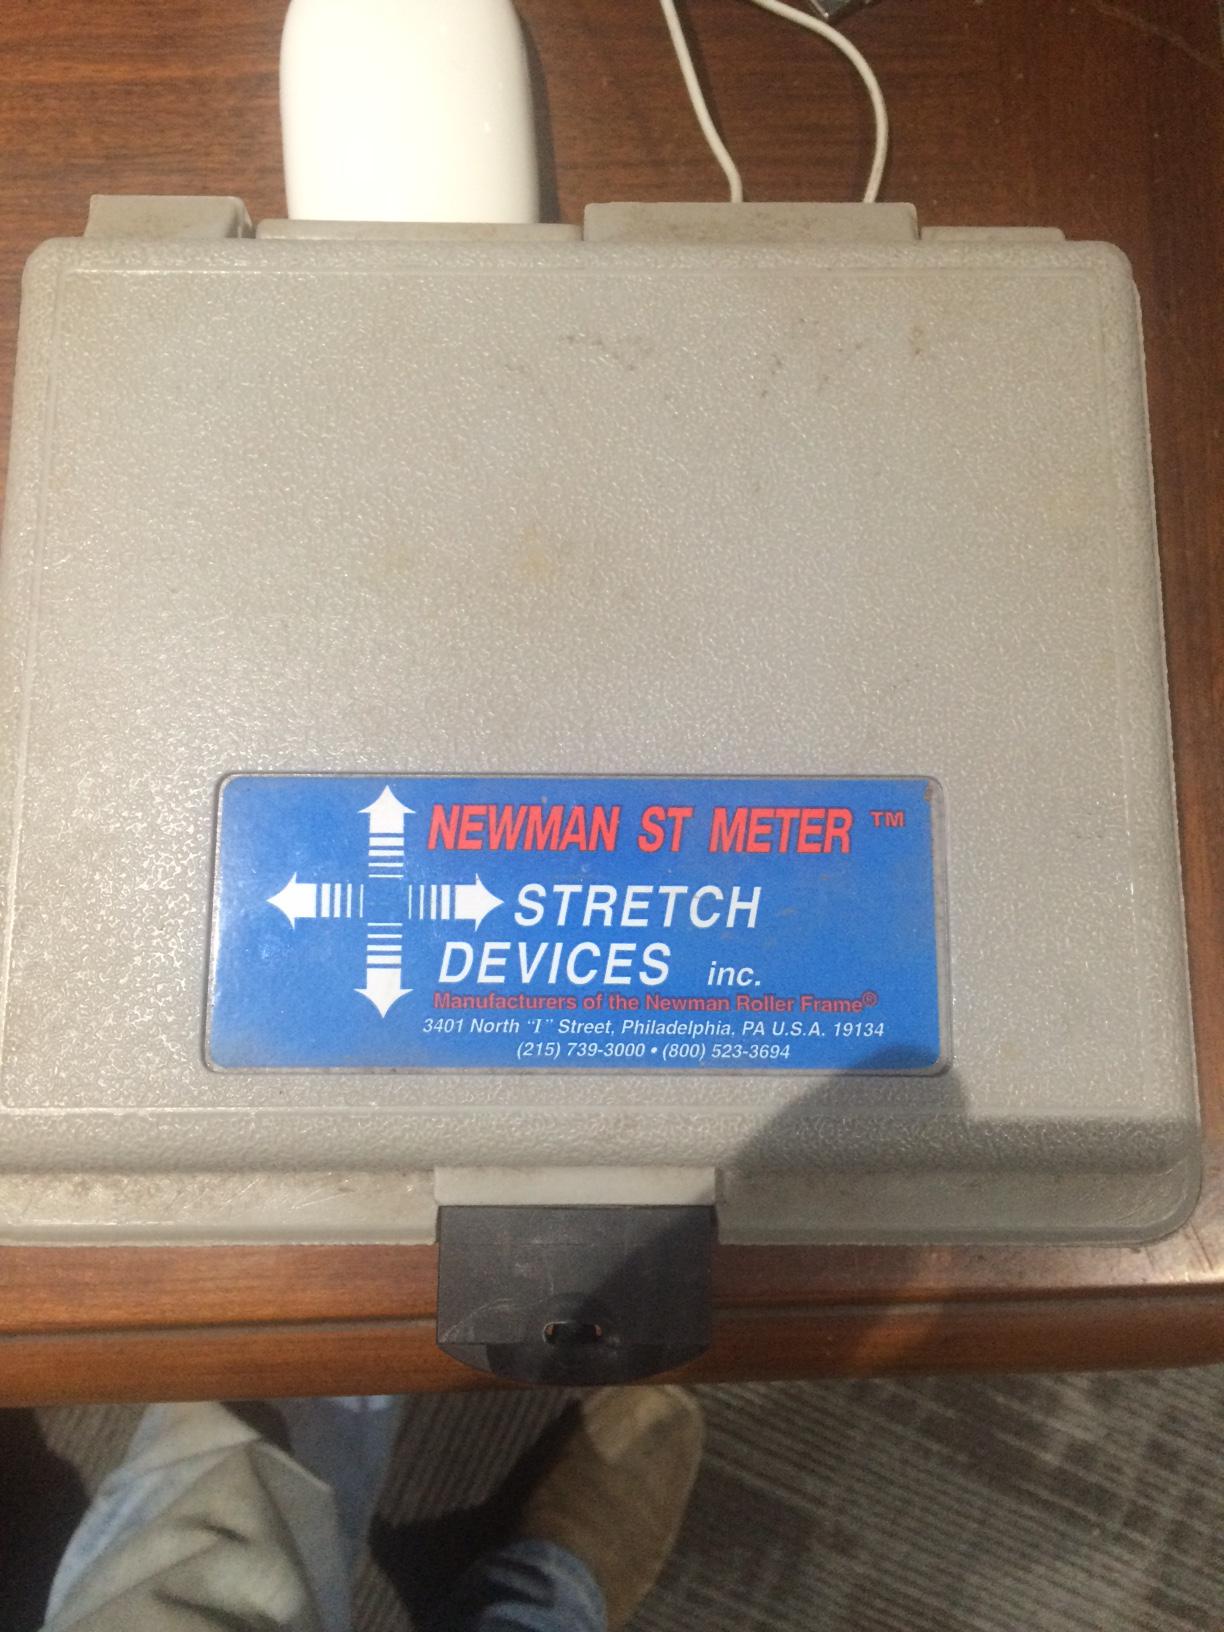 NEWMAN ST METER ™
STRETCH
DEVICES inc.
Manufacturers of the Newman Roller Frame®
3401 North "I" Street, Philadelphia, PA U.S.A. 19134
(215) 739-3000 • (800) 523-3694